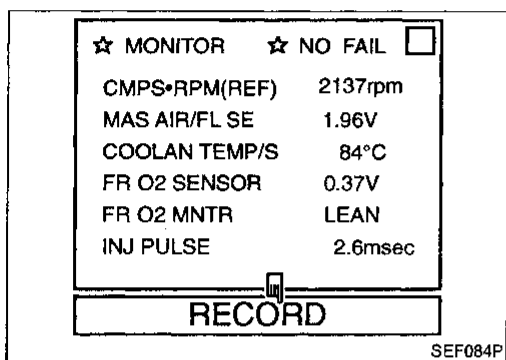 ☆ MONITOR ☆ NO FAIL
CMPS•RPM(REF) 2137rpm
MAS AIR/FL SE 1.96V
COOLAN TEMP/S 84°C
FR O2 SENSOR 0.37V
FR O2 MNTR LEAN
INJ PULSE 2.6msec
RECORD
SEF084P